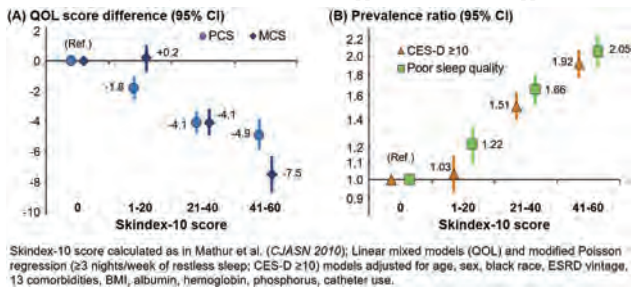 (A) QOL score difference (95% CI)
2
0
-2
-4
-6
-8
-10
(Ref.)
PCS
MCS
+0.2
-1.8
-4.1
-4.1
-4.9
-7.5
0
1-20
21-40
41-60
Skindex-10 score
(B) Prevalence ratio (95% CI)
2.2
2.0
1.8
1.6
1.4
1.2
1.0
0.9
CES-D ≥10
Poor sleep quality
(Ref.)
1.03
1.22
1.51
1.66
1.92
2.05
0
1-20
21-40
41-60
Skindex-10 score
Skindex-10 score calculated as in Mathur et al. (CJASN 2010); Linear mixed models (QOL) and modified Poisson
regression (≥3 nights/week of restless sleep; CES-D ≥10) models adjusted for age, sex, black race, ESRD vintage,
13 comorbidities, BMI, albumin, hemoglobin, phosphorus, catheter use.